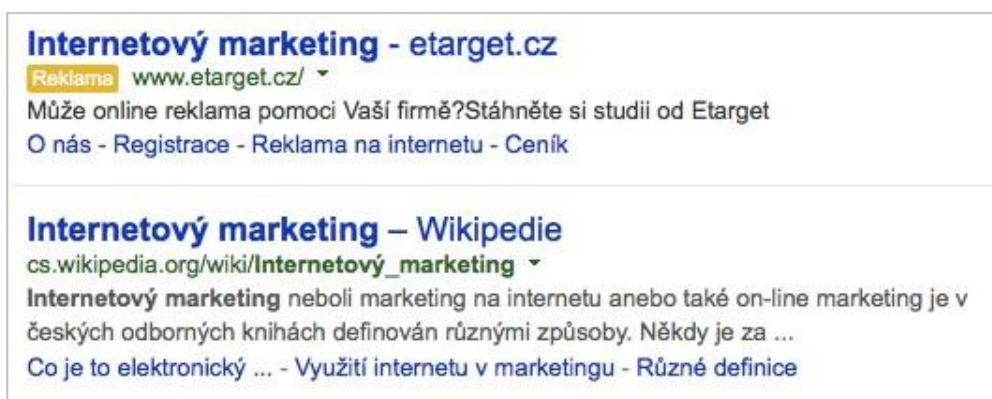 Internetový marketing - etarget.cz
Reklama www.etarget.cz/
Může online reklama pomoci Vaší firmě?Stáhněte si studii od Etarget
O nás - Registrace - Reklama na internetu - Ceník
Internetový marketing – Wikipedie
cs.wikipedia.org/wiki/Internetový_marketing
Internetový marketing neboli marketing na internetu anebo také on-line marketing je v
českých odborných knihách definován různými způsoby. Někdy je za ...
Co je to elektronický ... - Využití internetu v marketingu - Různé definice